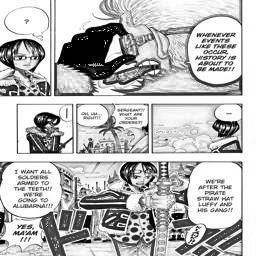 WHENEVER
EVENTS
LIKE THESE
OCCUR,
HISTORY IS
ABOUT TO
BE MADE!!
?
...
SERGEANT!!
WHAT ARE
YOUR
ORDERS?!
OH, UH...
RIGHT!!
!
WE'RE
AFTER THE
PIRATE
STRAW HAT
LUFFY AND
HIS GANG!!
I WANT ALL
SOLDIERS
ARMED TO
THE TEETH!!
WE'RE
GOING TO
ALUBARNA!!
YES,
MA'AM
!!!